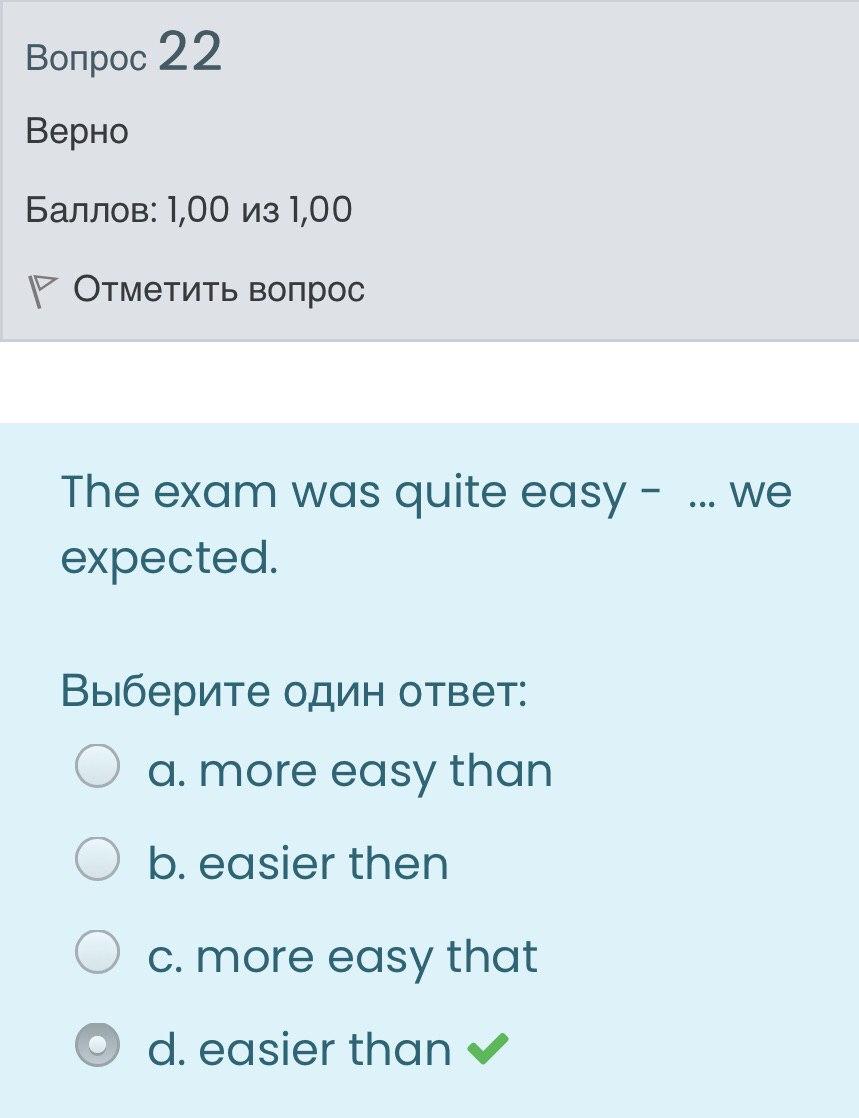 Вопрос 22
Верно
Баллов: 1,00 из 1,00
Отметить вопрос
The exam was quite easy - ... we
expected.
Выберите один ответ:
a. more easy than
b. easier then
c. more easy that
d. easier than